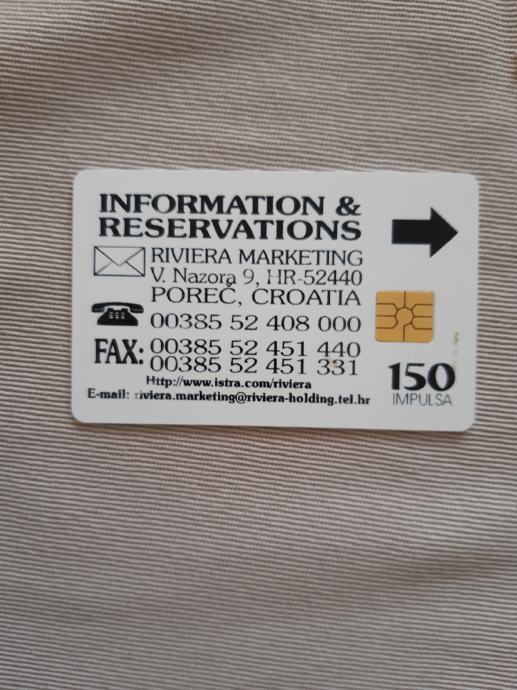 INFORMATION &
RESERVATIONS
RIVIERA MARKETING
V. Nazora 9, HR-52440
POREČ, CROATIA
00385 52 408 000
FAX: 00385 52 451 440
00385 52 451 331
Http://www.istra.com/riviera
E-mail: riviera.marketing@riviera-holding.tel.hr
150
IMPULSA